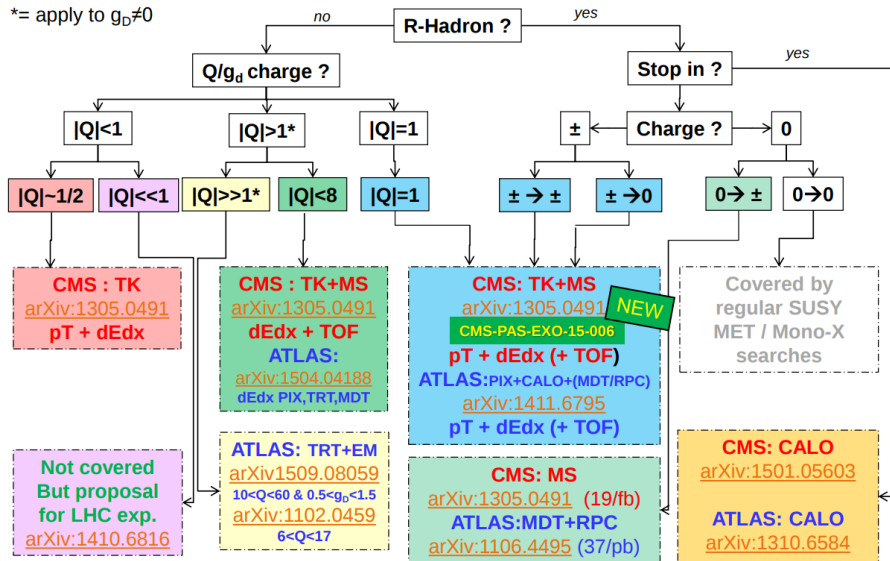 *= apply to gD≠0
no
R-Hadron ?
yes
Q/gd charge ?
Stop in ?
yes
|Q|<1
|Q|>1*
|Q|=1
±
Charge ?
0
|Q|~1/2
|Q|<<1
|Q|>>1*
|Q|<8
|Q|=1
± → ±
± →0
0→ ±
0→0
CMS : TK
arXiv:1305.0491
pT + dEdx
CMS : TK+MS
arXiv:1305.0491
dEdx + TOF
ATLAS:
arXiv:1504.04188
dEdx PIX,TRT,MDT
CMS: TK+MS
arXiv:1305.0491
NEW
CMS-PAS-EXO-15-006
pT + dEdx (+ TOF)
ATLAS:PIX+CALO+(MDT/RPC)
arXiv:1411.6795
pT + dEdx (+ TOF)
Covered by
regular SUSY
MET / Mono-X
searches
Not covered
But proposal
for LHC exp.
arXiv:1410.6816
ATLAS: TRT+EM
arXiv1509.08059
10<Q<60 & 0.5<gD<1.5
arXiv:1102.0459
6<Q<17
CMS: MS
arXiv:1305.0491 (19/fb)
ATLAS:MDT+RPC
arXiv:1106.4495 (37/pb)
CMS: CALO
arXiv:1501.05603
ATLAS: CALO
arXiv:1310.6584